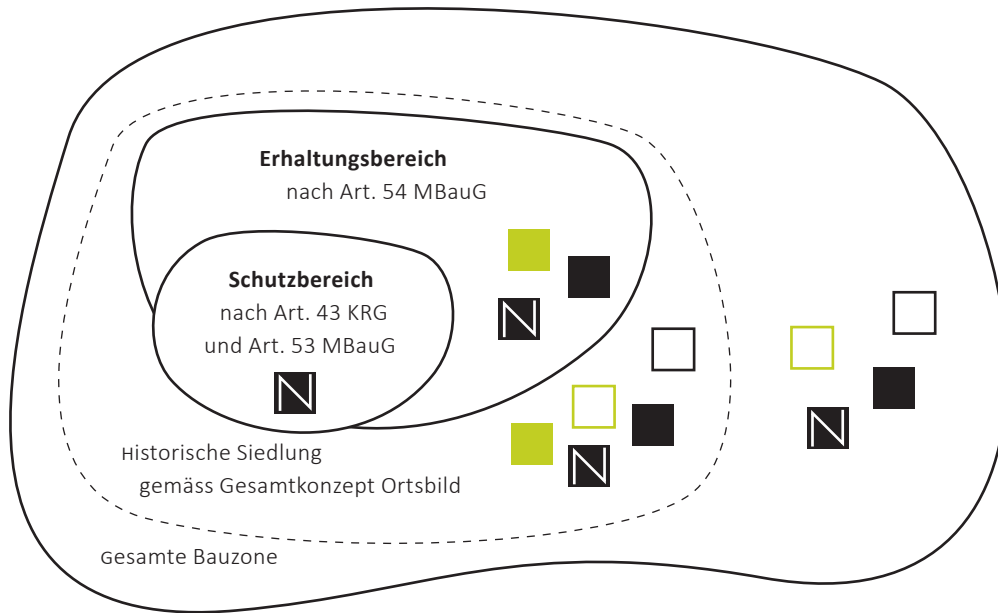 Erhaltungsbereich
nach Art. 54 MBauG
Schutzbereich
nach Art. 43 KRG
und Art. 53 MBauG
N
N
N
N
Historische Siedlung
gemäss Gesamtkonzept Ortsbild
Gesamte Bauzone